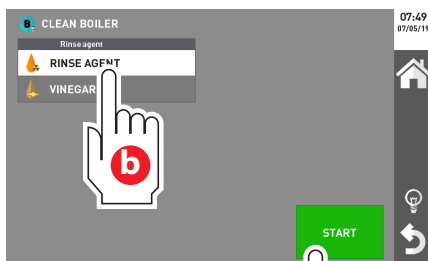 B CLEAN BOILER
07:49
07/05/19
Rinse agent
RINSE AGENT
VINEGAR
b
START